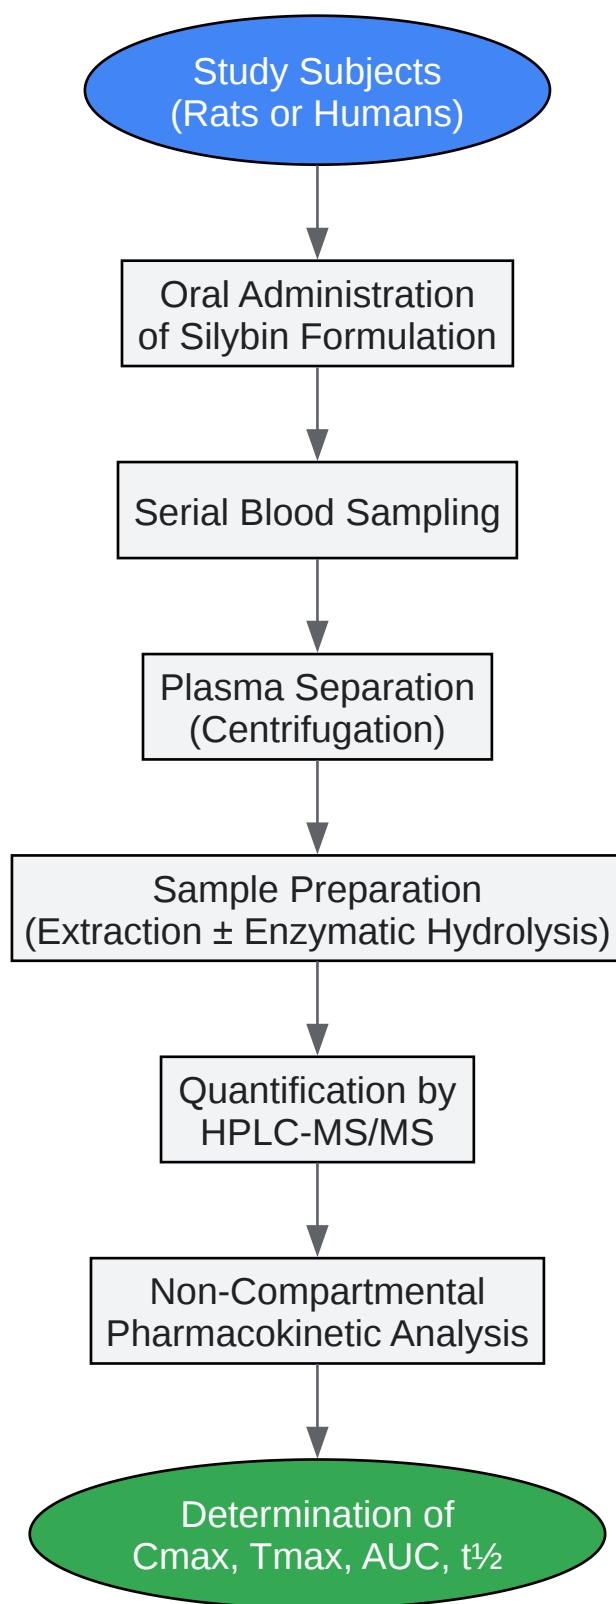 Study Subjects
(Rats or Humans)
Oral Administration
of Silybin Formulation
Serial Blood Sampling
Plasma Separation
(Centrifugation)
Sample Preparation
(Extraction ± Enzymatic Hydrolysis)
Quantification by
HPLC-MS/MS
Non-Compartmental
Pharmacokinetic Analysis
Determination of
Cmax, Tmax, AUC, t½